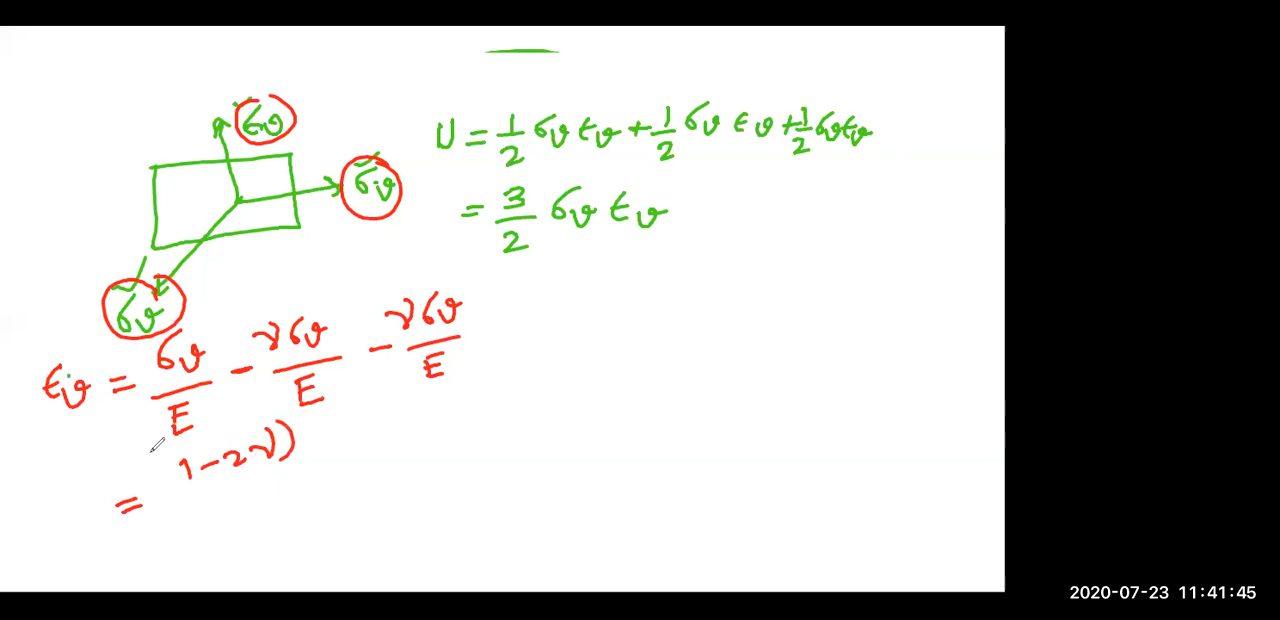 σv
U = 1/2 σv εv + 1/2 σv εv + 1/2 σv εv
σv
= 3/2 σv εv
σv
εv = σv/E - νσv/E - νσv/E
1-2ν)
=
2020-07-23 11:41:45